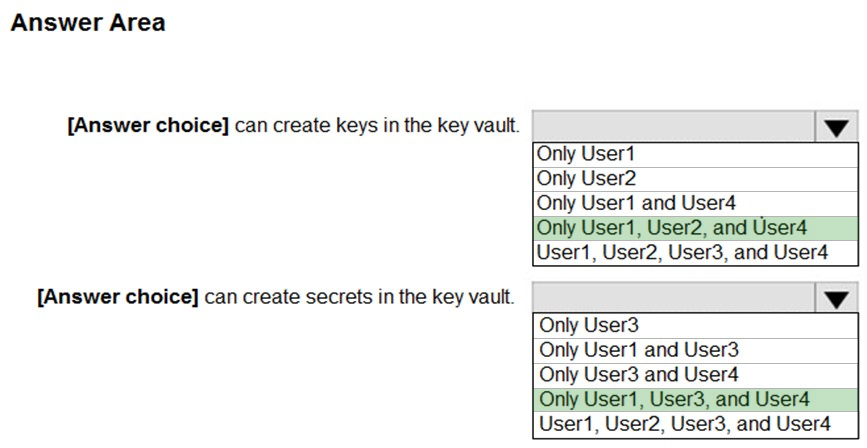 Answer Area
[Answer choice] can create keys in the key vault.
Only User1
Only User2
Only User1 and User4
Only User1, User2, and User4
User1, User2, User3, and User4
[Answer choice] can create secrets in the key vault.
Only User3
Only User1 and User3
Only User3 and User4
Only User1, User3, and User4
User1, User2, User3, and User4